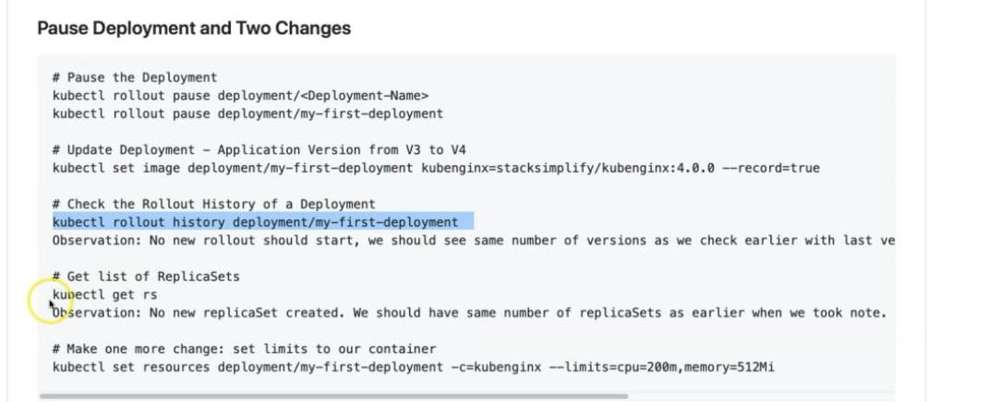 Pause Deployment and Two Changes
# Pause the Deployment
kubectl rollout pause deployment/<Deployment-Name>
kubectl rollout pause deployment/my-first-deployment
# Update Deployment - Application Version from V3 to V4
kubectl set image deployment/my-first-deployment kubenginx=stacksimplify/kubenginx:4.0.0 --record=true
# Check the Rollout History of a Deployment
kubectl rollout history deployment/my-first-deployment
Observation: No new rollout should start, we should see same number of versions as we check earlier with last ve
# Get list of ReplicaSets
kubectl get rs
Observation: No new replicaSet created. We should have same number of replicaSets as earlier when we took note.
# Make one more change: set limits to our container
kubectl set resources deployment/my-first-deployment -c=kubenginx --limits=cpu=200m,memory=512Mi